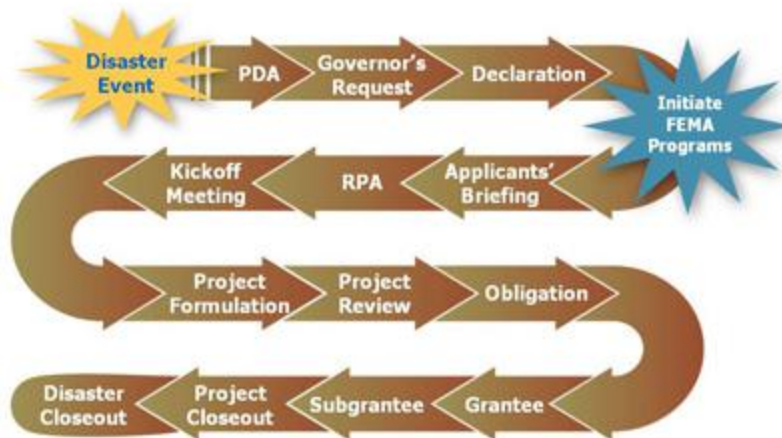 Disaster
Event
PDA
Governor's
Request
Declaration
Initiate
FEMA
Programs
Applicants'
Briefing
RPA
Kickoff
Meeting
Project
Formulation
Project
Review
Obligation
Grantee
Subgrantee
Project
Closeout
Disaster
Closeout